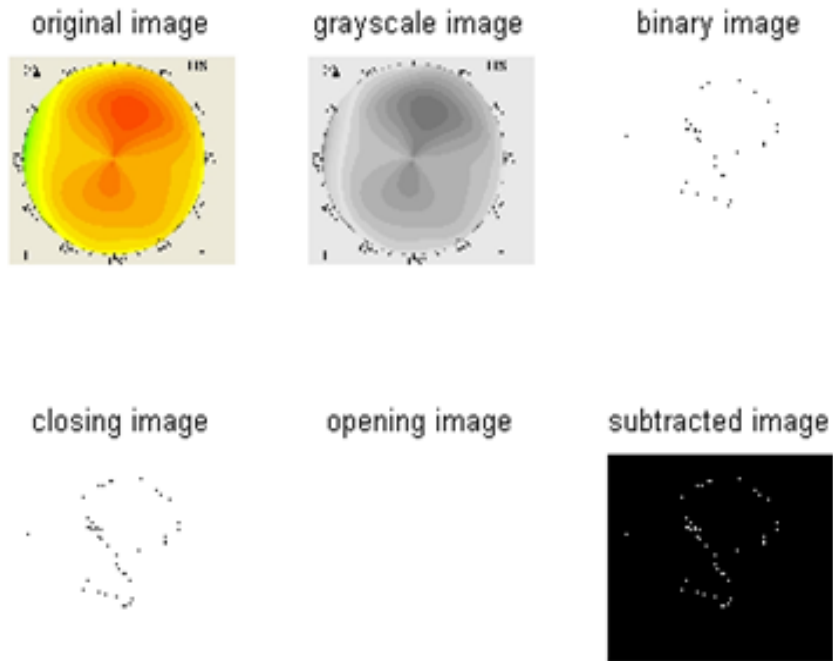 original image
grayscale image
binary image
closing image
opening image
subtracted image